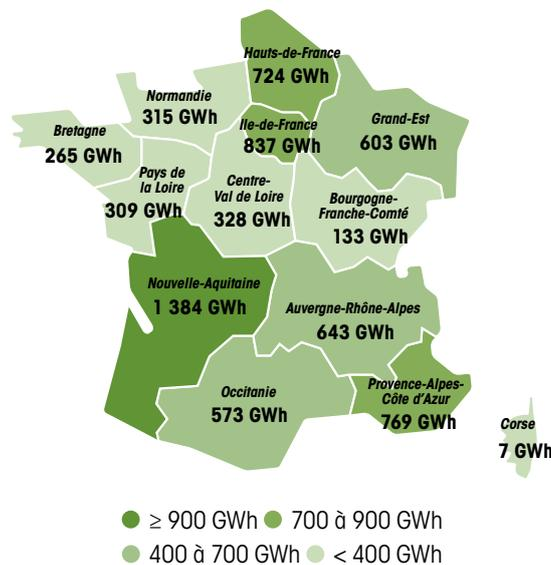 Hauts-de-France
724 GWh
Normandie
315 GWh
Ile-de-France
837 GWh
Grand-Est
603 GWh
Bretagne
265 GWh
Pays de
la Loire
309 GWh
Centre-
Val de Loire
328 GWh
Bourgogne-
Franche-Comté
133 GWh
Nouvelle-Aquitaine
1 384 GWh
Auvergne-Rhône-Alpes
643 GWh
Occitanie
573 GWh
Provence-Alpes-
Côte d'Azur
769 GWh
Corse
7 GWh
≥ 900 GWh 700 à 900 GWh
400 à 700 GWh < 400 GWh